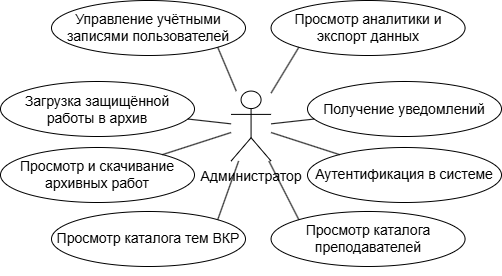 Управление учётными
записями пользователей
Просмотр аналитики и
экспорт данных
Загрузка защищённой
работы в архив
Получение уведомлений
Просмотр и скачивание
архивных работ
Администратор
Аутентификация в системе
Просмотр каталога тем ВКР
Просмотр каталога
преподавателей